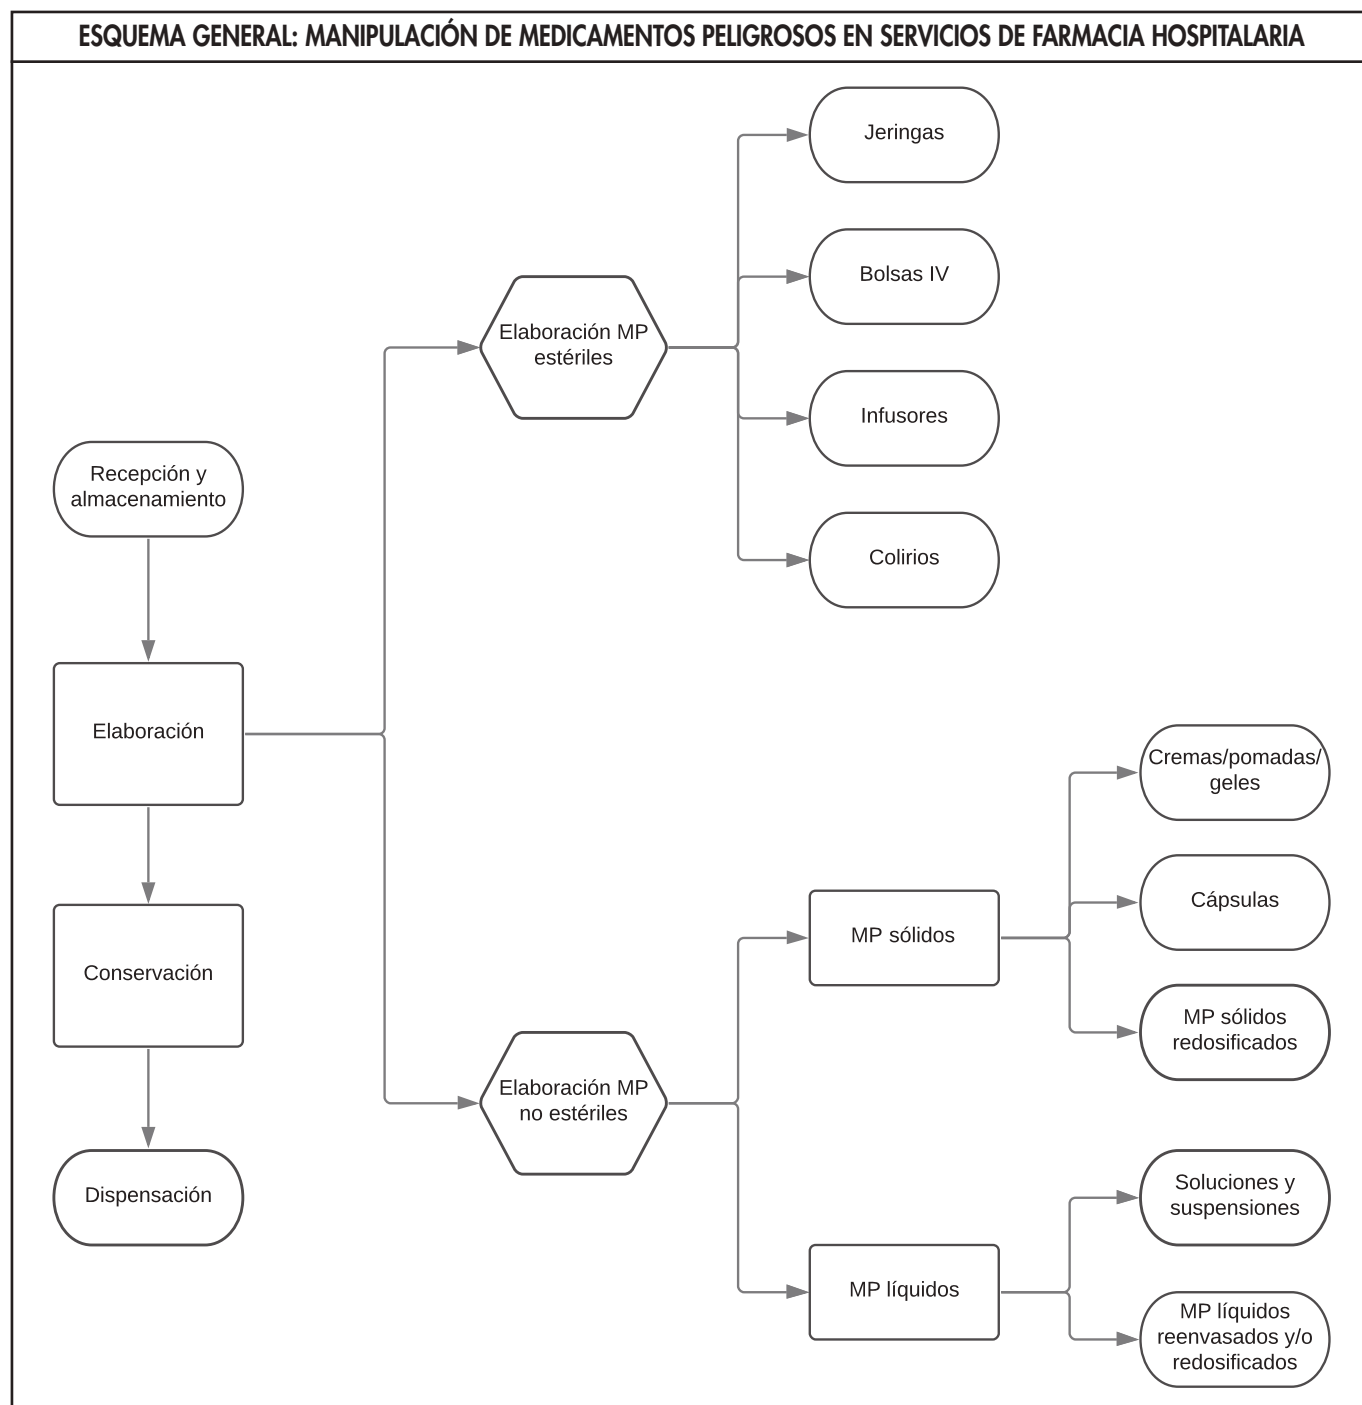 ESQUEMA GENERAL: MANIPULACIÓN DE MEDICAMENTOS PELIGROSOS EN SERVICIOS DE FARMACIA HOSPITALARIA
Recepción y
almacenamiento
Elaboración
Conservación
Dispensación
Elaboración MP
estériles
Jeringas
Bolsas IV
Infusores
Colirios
Elaboración MP
no estériles
MP sólidos
Cremas/pomadas/
geles
Cápsulas
MP sólidos
redosificados
MP líquidos
Soluciones y
suspensiones
MP líquidos
reenvasados y/o
redosificados